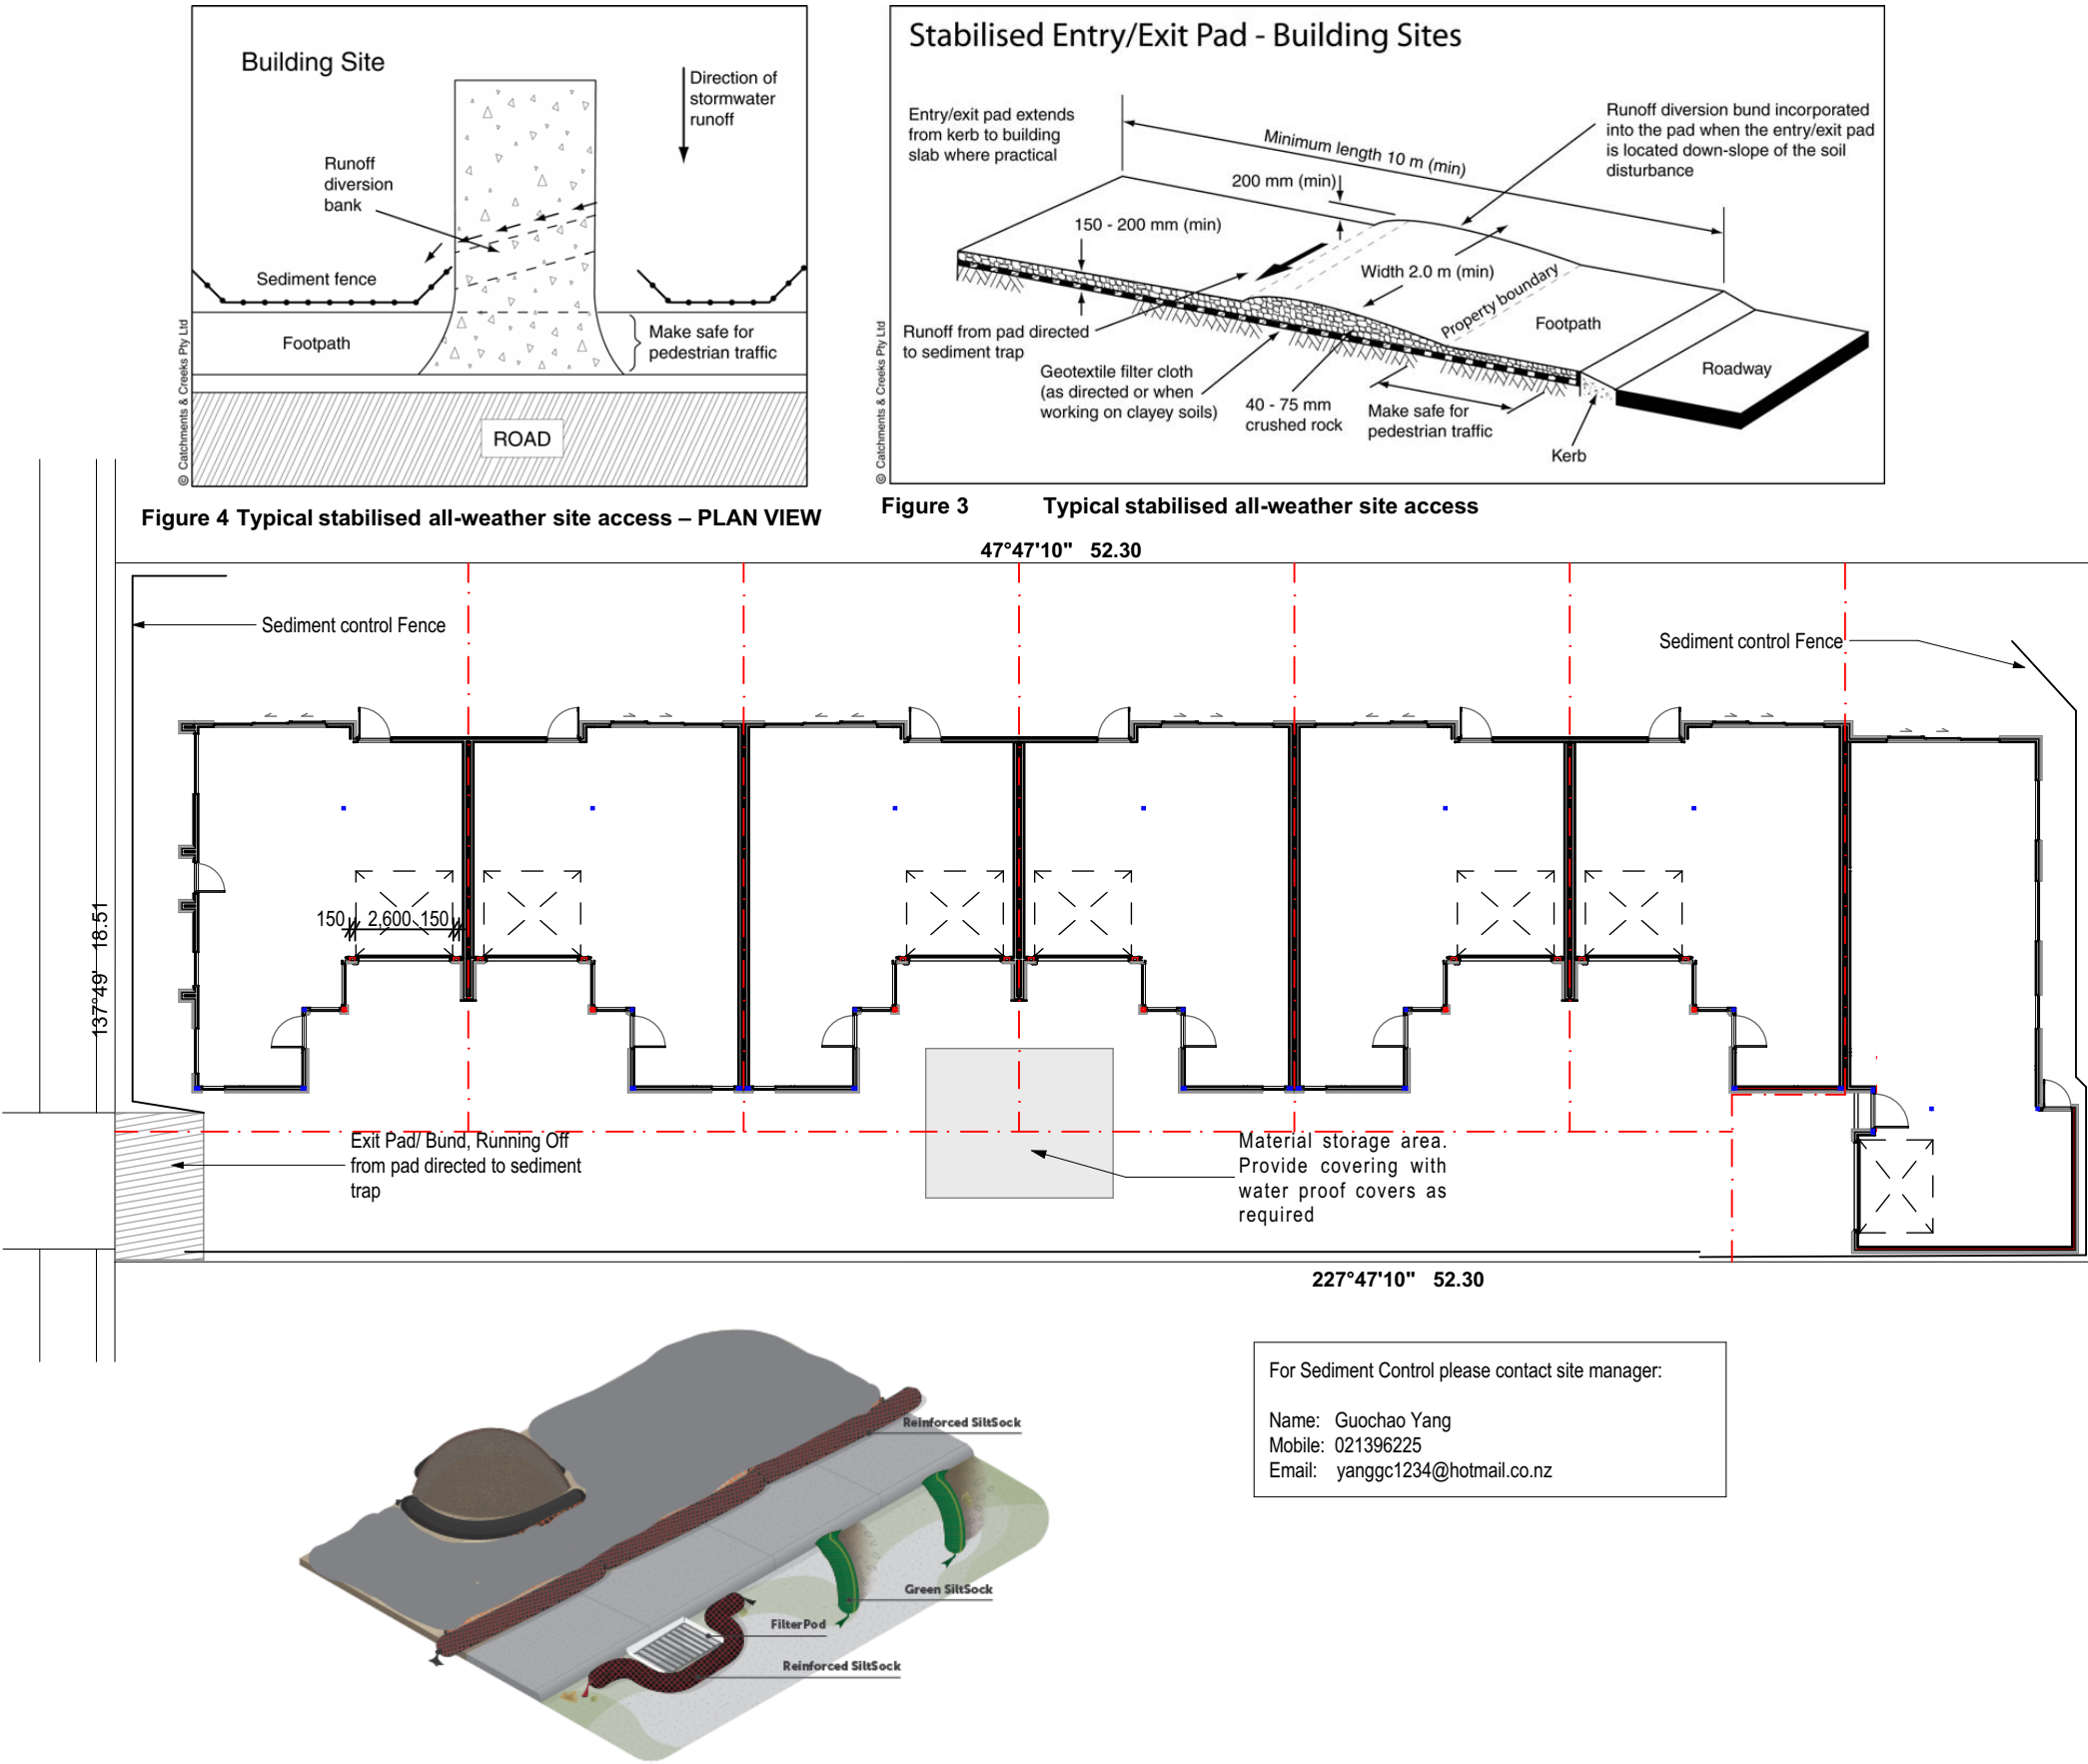 Building Site
Direction of
stormwater
runoff
Runoff
diversion
bank
Sediment fence
Footpath
Make safe for
pedestrian traffic
ROAD
© Catchments & Creeks Pty Ltd
Figure 4 Typical stabilised all-weather site access – PLAN VIEW
Stabilised Entry/Exit Pad - Building Sites
Entry/exit pad extends
from kerb to building
slab where practical
Minimum length 10 m (min)
Runoff diversion bund incorporated
into the pad when the entry/exit pad
is located down-slope of the soil
disturbance
200 mm (min)
150 - 200 mm (min)
Width 2.0 m (min)
Property boundary
Footpath
Runoff from pad directed
to sediment trap
Geotextile filter cloth
(as directed or when
working on clayey soils)
40 - 75 mm
crushed rock
Make safe for
pedestrian traffic
Roadway
Kerb
© Catchments & Creeks Pty Ltd
Figure 3 Typical stabilised all-weather site access
47°47'10" 52.30
Sediment control Fence
Sediment control Fence
150 2,600 150
137°49' 18.51
Exit Pad/ Bund, Running Off
from pad directed to sediment
trap
Material storage area.
Provide covering with
water proof covers as
required
227°47'10" 52.30
Reinforced SiltSock
Green SiltSock
FilterPod
Reinforced SiltSock
For Sediment Control please contact site manager:
Name: Guochao Yang
Mobile: 021396225
Email: yanggc1234@hotmail.co.nz